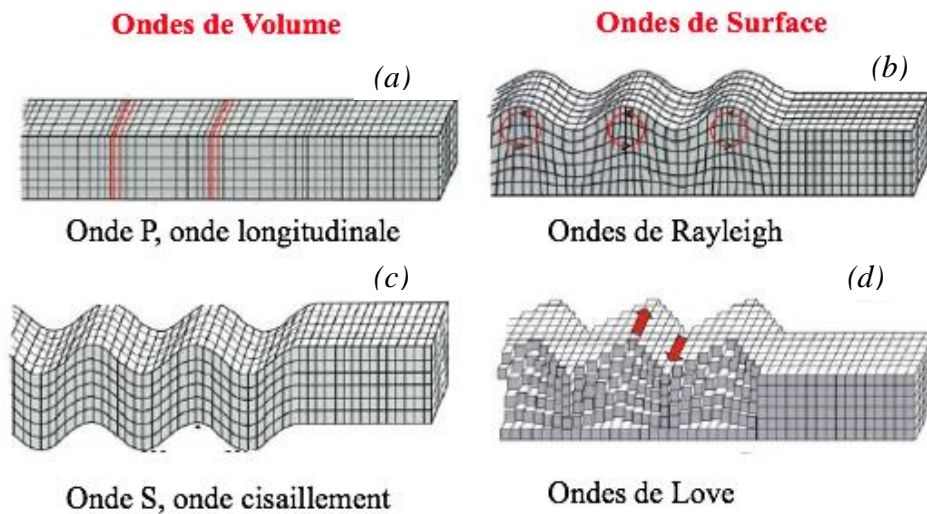 Ondes de Volume
Ondes de Surface
(a)
(b)
Onde P, onde longitudinale
Ondes de Rayleigh
(c)
(d)
Onde S, onde cisaillement
Ondes de Love